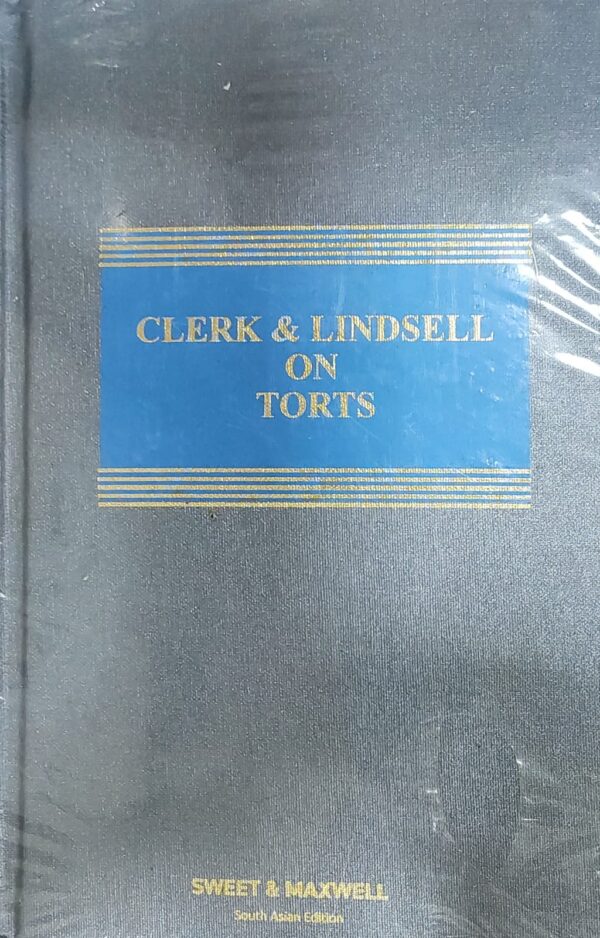 CLERK & LINDSELL
ON
TORTS
SWEET & MAXWELL
South Asian Edition